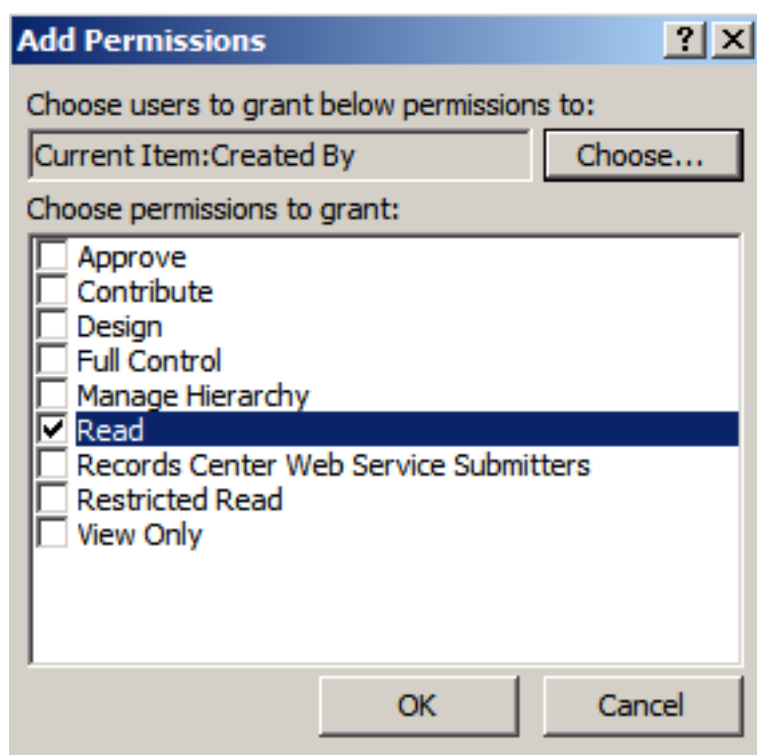 Add Permissions
Choose users to grant below permissions to:
Current Item:Created By Choose...
Choose permissions to grant:
Approve
Contribute
Design
Full Control
Manage Hierarchy
Read
Records Center Web Service Submitters
Restricted Read
View Only
OK Cancel